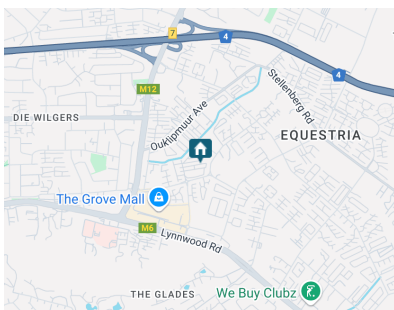 7
4
4
M12
Stellenberg Rd
DIE WILGERS
Ouklipmuur Ave
EQUESTRIA
The Grove Mall
M6
Lynnwood Rd
THE GLADES
We Buy Clubz